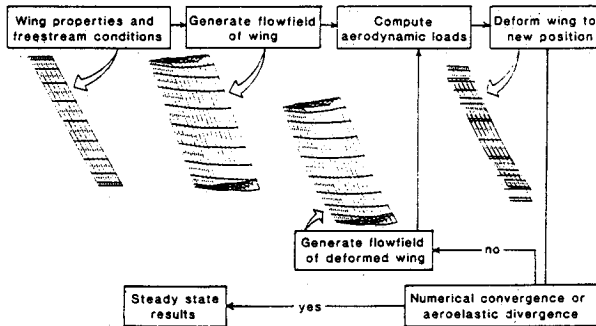 Wing properties and
freestream conditions
Generate flowfield
of wing
Compute
aerodynamic loads
Deform wing to
new position
Generate flowfield
of deformed wing
no
Steady state
results
yes
Numerical convergence or
aeroelastic divergence